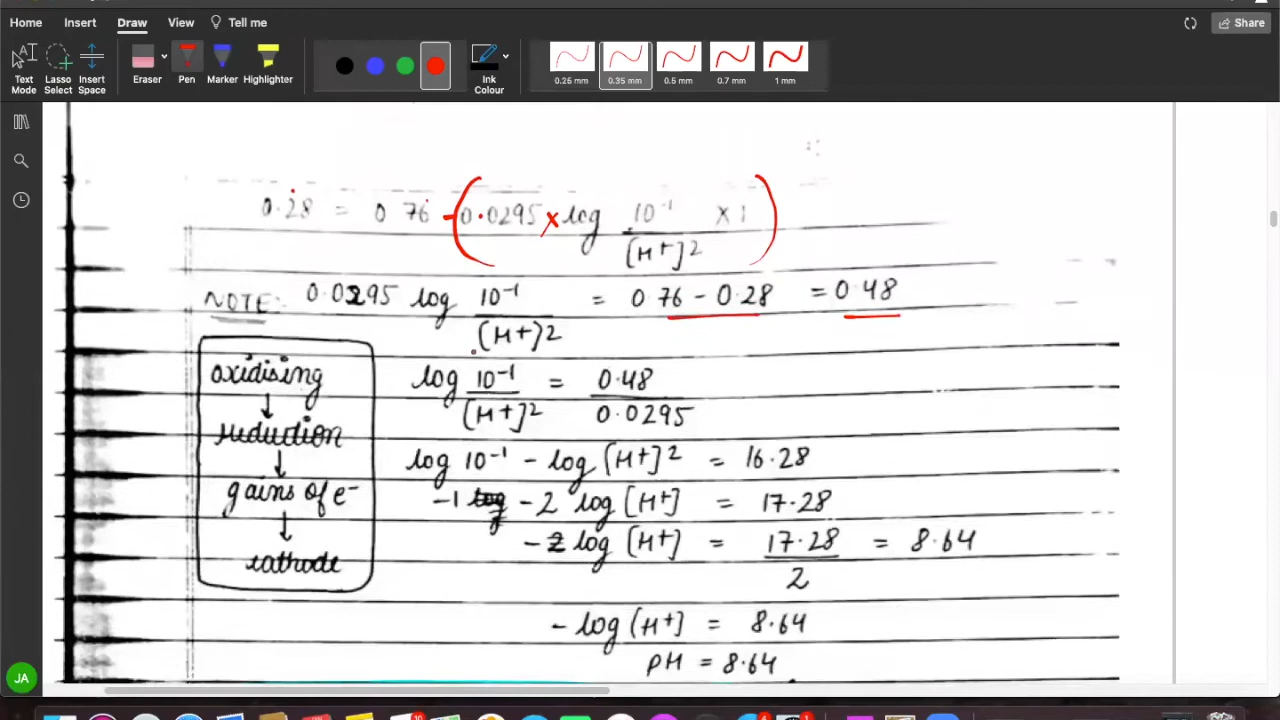 Home Insert Draw View Tell me Share
Text Mode Lasso Select Insert Space Eraser Pen Marker Highlighter Ink Colour 0.25 mm 0.35 mm 0.5 mm 0.7 mm 1 mm
0.28 = 0.76 - (0.0295 × log 10⁻¹ × 1 / [H+]²)
NOTE: 0.0295 log 10⁻¹ / [H+]² = 0.76 - 0.28 = 0.48
oxidising
↓
reduction
↓
gains of e⁻
↓
cathode
log 10⁻¹ / [H+]² = 0.48 / 0.0295
log 10⁻¹ - log [H+]² = 16.28
-1 - 2 log [H+] = 17.28
- log [H+] = 17.28 / 2 = 8.64
- log [H+] = 8.64
PH = 8.64
JA